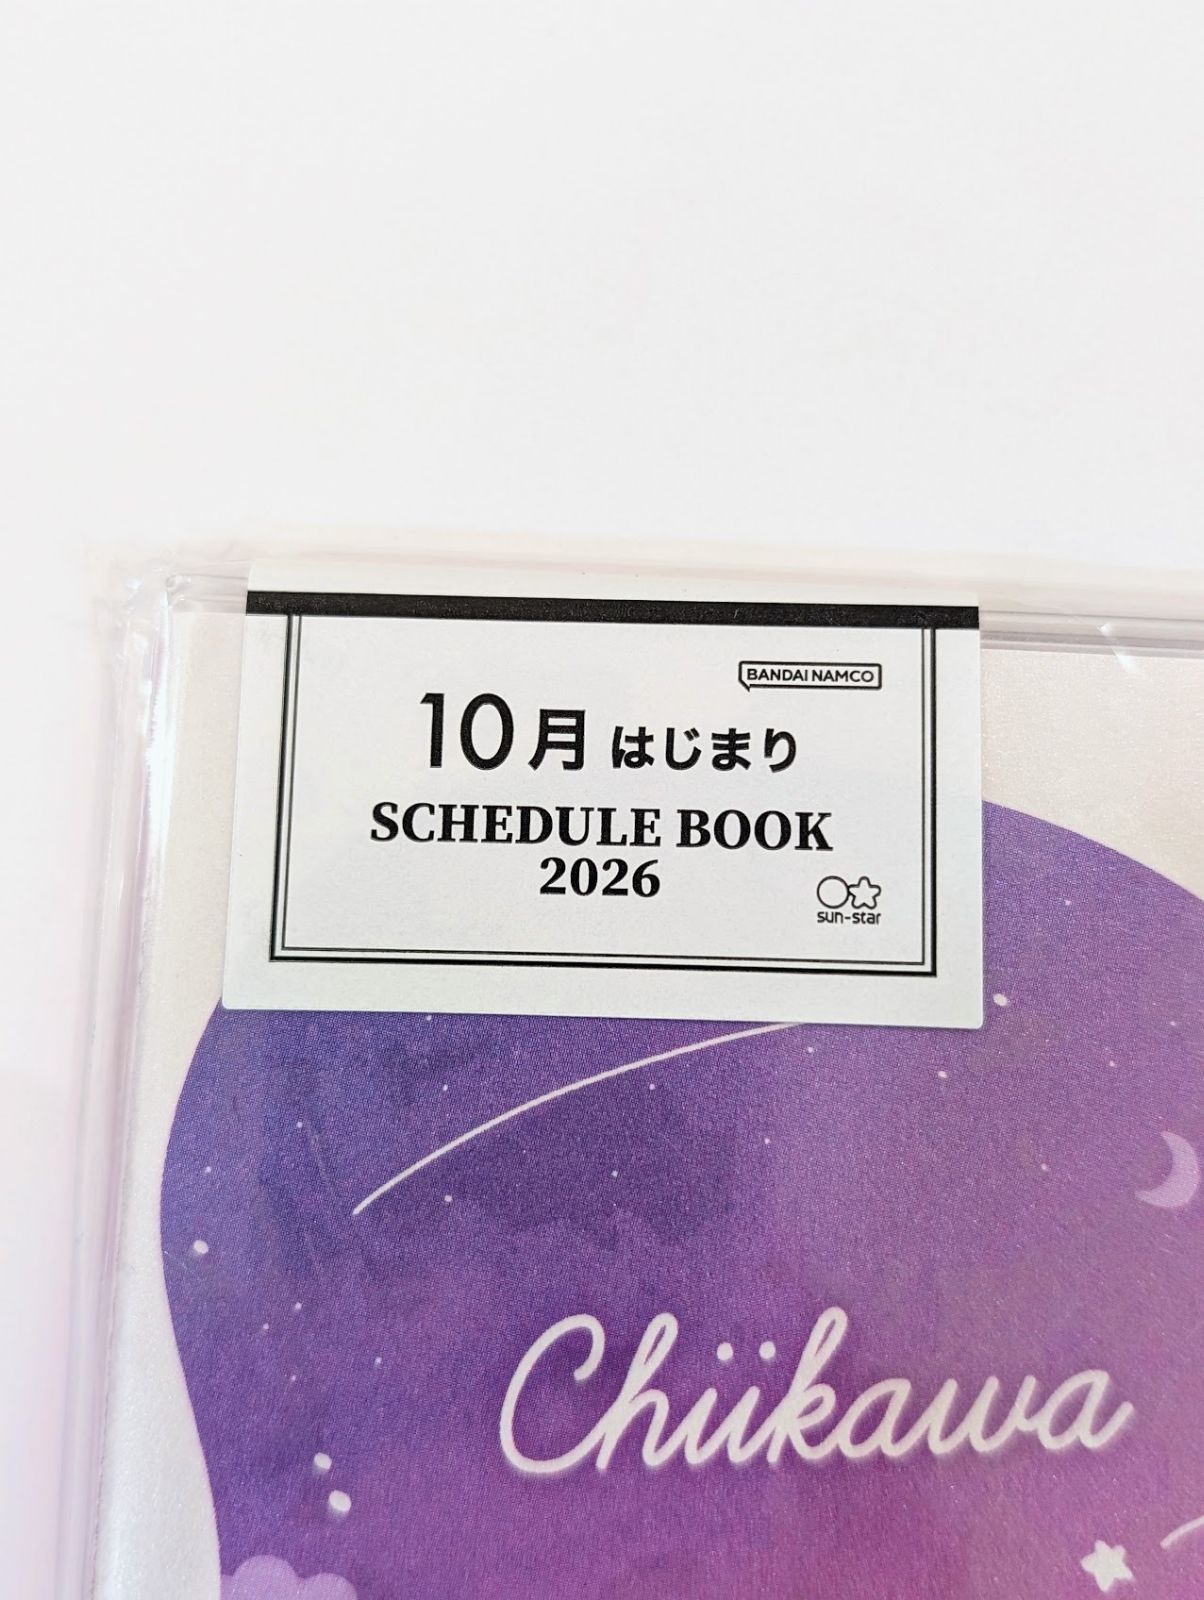 BANDAI NAMCO
10月はじまり
SCHEDULE BOOK
2026
sun-star
Chiikawa